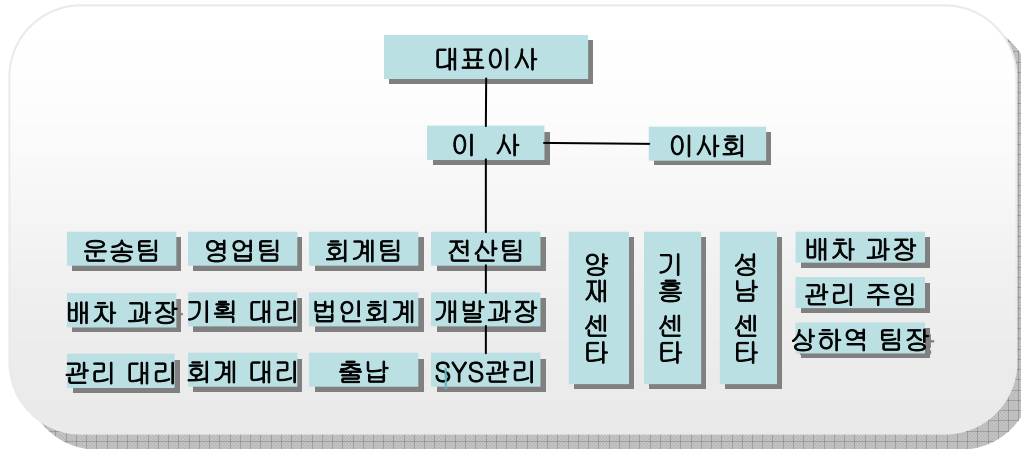 대표이사
이 사
이사회
운송팀
영업팀
회계팀
전산팀
배차 과장
기획 대리
법인회계
개발과장
관리 대리
회계 대리
출납
SYS관리
양재 센타
기흥 센타
성남 센타
배차 과장
관리 주임
상하역 팀장